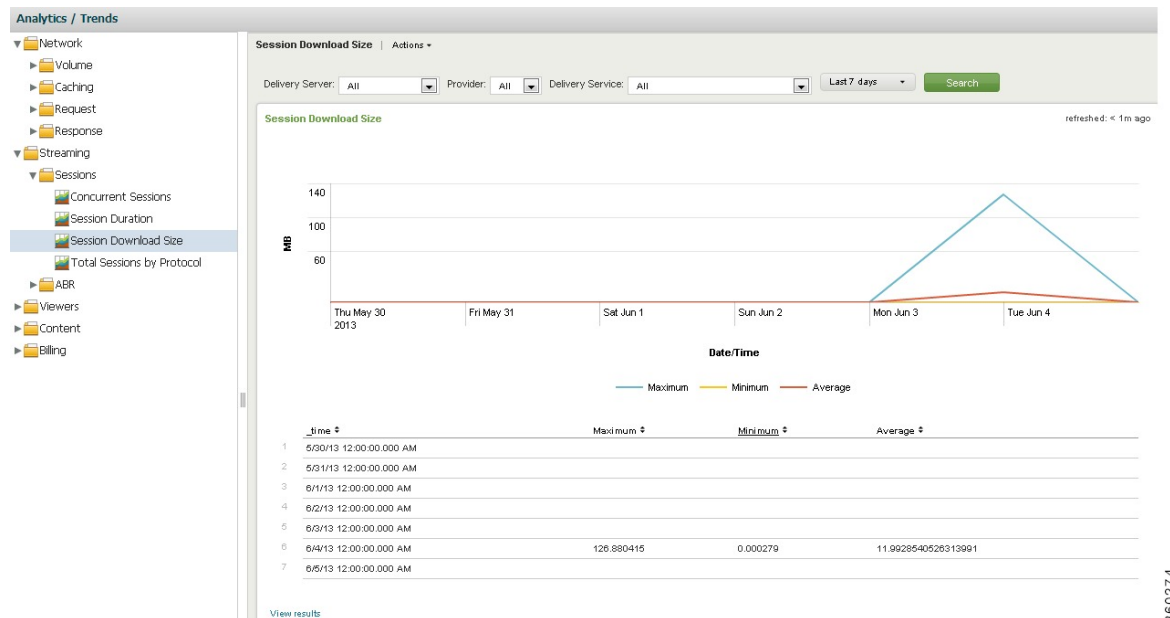 Analytics / Trends
Network
Volume
Caching
Request
Response
Streaming
Sessions
Concurrent Sessions
Session Duration
Session Download Size
Total Sessions by Protocol
ABR
Viewers
Content
Billing
Session Download Size | Actions
Delivery Server: All Provider: All Delivery Service: All Last 7 days Search
Session Download Size refreshed: < 1m ago
140
100
60
MB
Thu May 30 Fri May 31 Sat Jun 1 Sun Jun 2 Mon Jun 3 Tue Jun 4
2013
Date/Time
Maximum Minimum Average
_time Maximum Minimum Average
1 5/30/13 12:00:00.000 AM
2 5/31/13 12:00:00.000 AM
3 6/1/13 12:00:00.000 AM
4 6/2/13 12:00:00.000 AM
5 6/3/13 12:00:00.000 AM
6 6/4/13 12:00:00.000 AM 126.880415 0.000279 11.9928540526313991
7 6/5/13 12:00:00.000 AM
View results